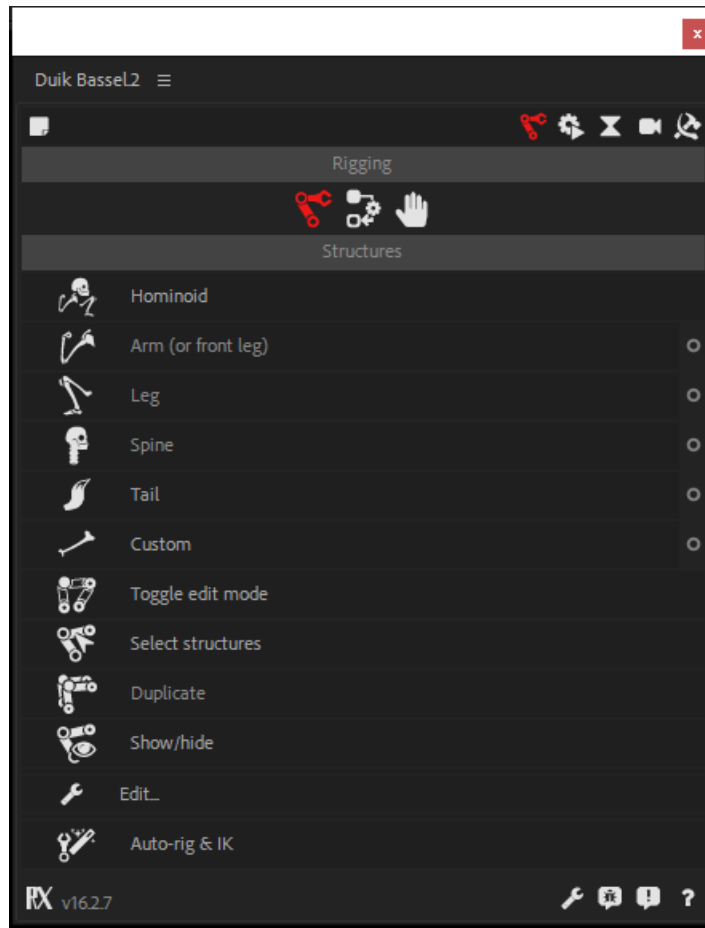 x
Duik Bassel.2
Rigging
Structures
Hominoid
Arm (or front leg)
Leg
Spine
Tail
Custom
Toggle edit mode
Select structures
Duplicate
Show/hide
Edit...
Auto-rig & IK
RX v16.2.7 ?